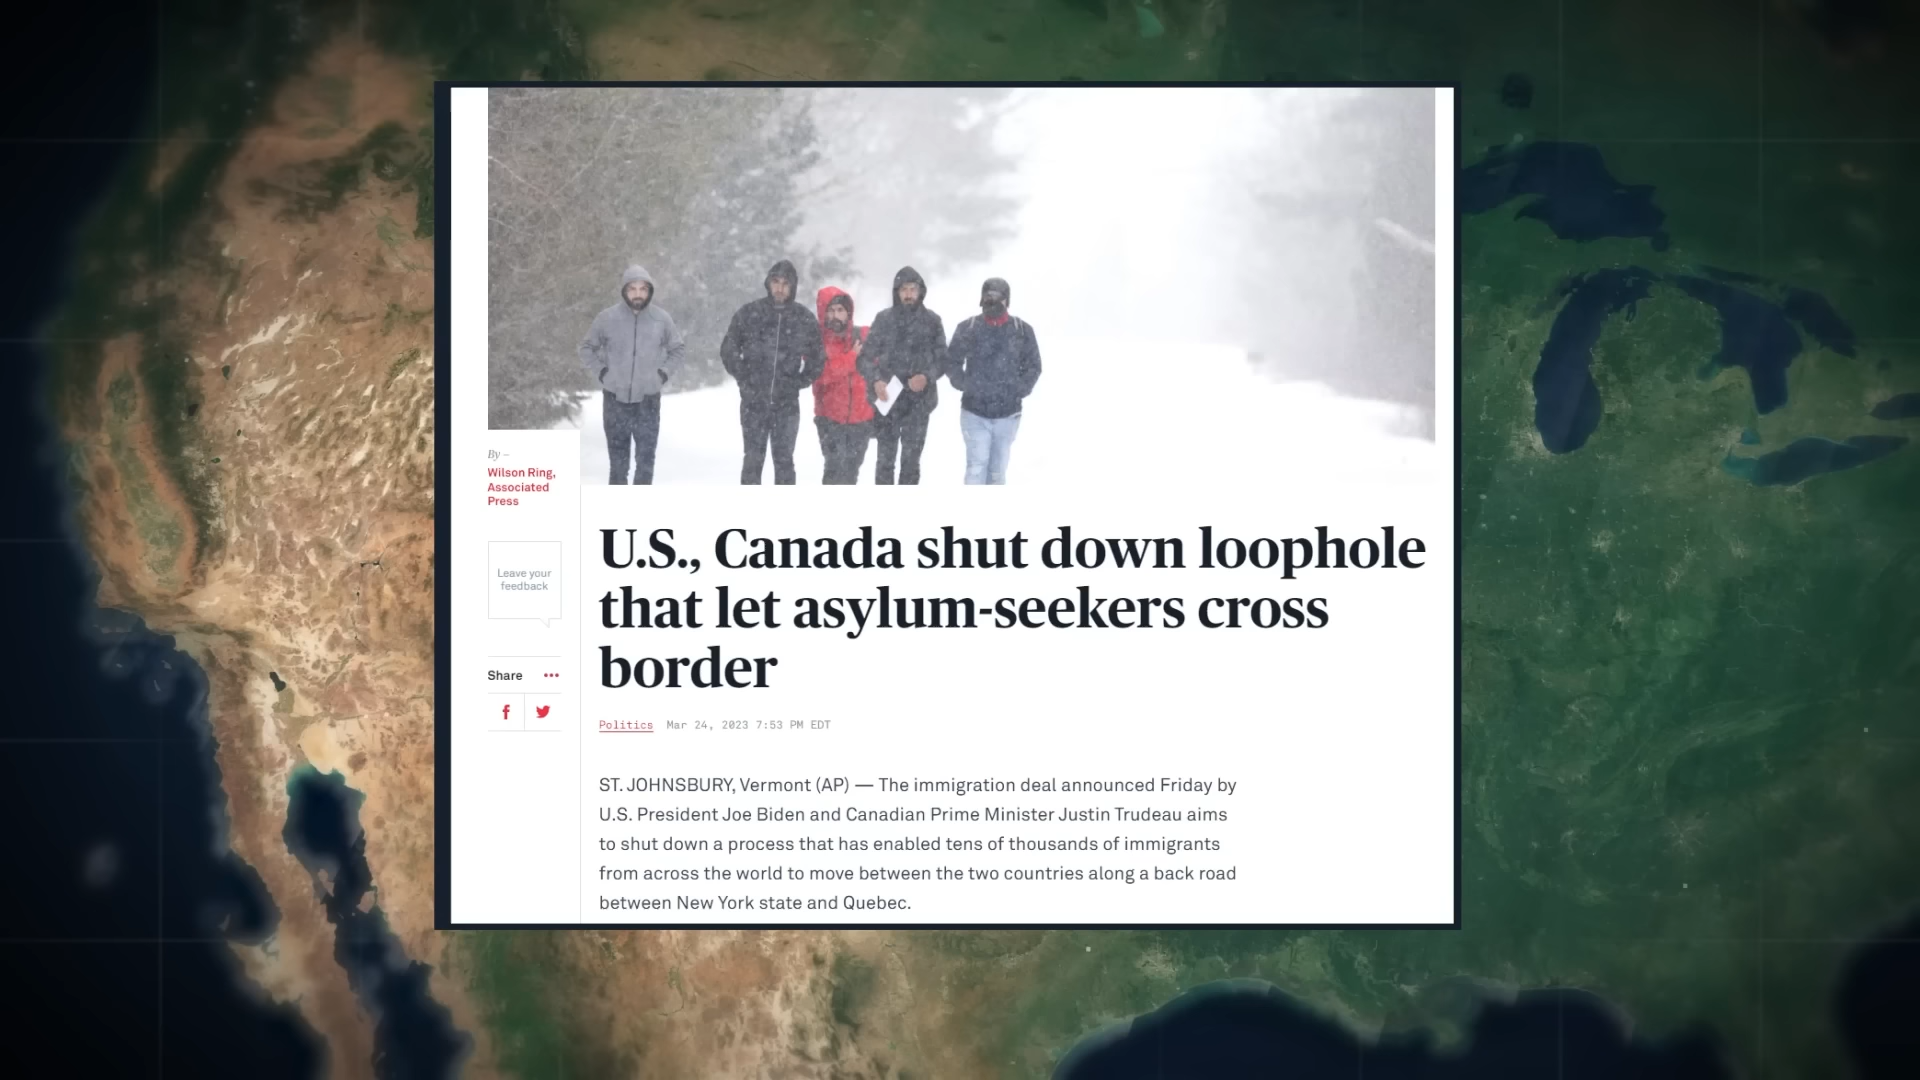 By –
Wilson Ring,
Associated
Press
Leave your
feedback
Share
U.S., Canada shut down loophole
that let asylum-seekers cross
border
Politics Mar 24, 2023 7:53 PM EDT
ST. JOHNSBURY, Vermont (AP) — The immigration deal announced Friday by
U.S. President Joe Biden and Canadian Prime Minister Justin Trudeau aims
to shut down a process that has enabled tens of thousands of immigrants
from across the world to move between the two countries along a back road
between New York state and Quebec.